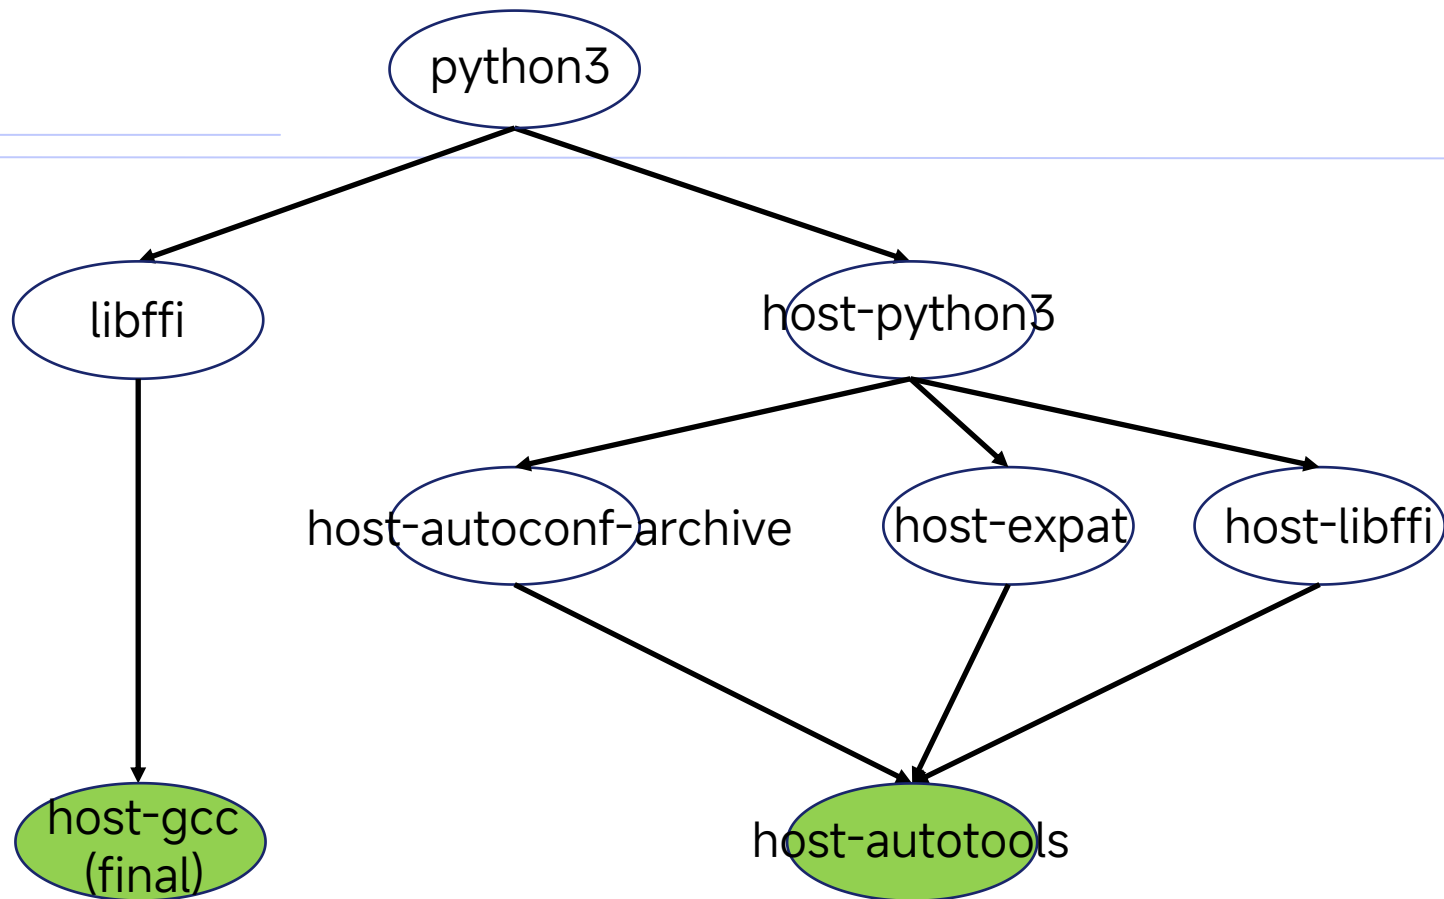 python3
libffi
host-python3
host-autoconf-archive
host-expat
host-libffi
host-gcc
(final)
host-autotools